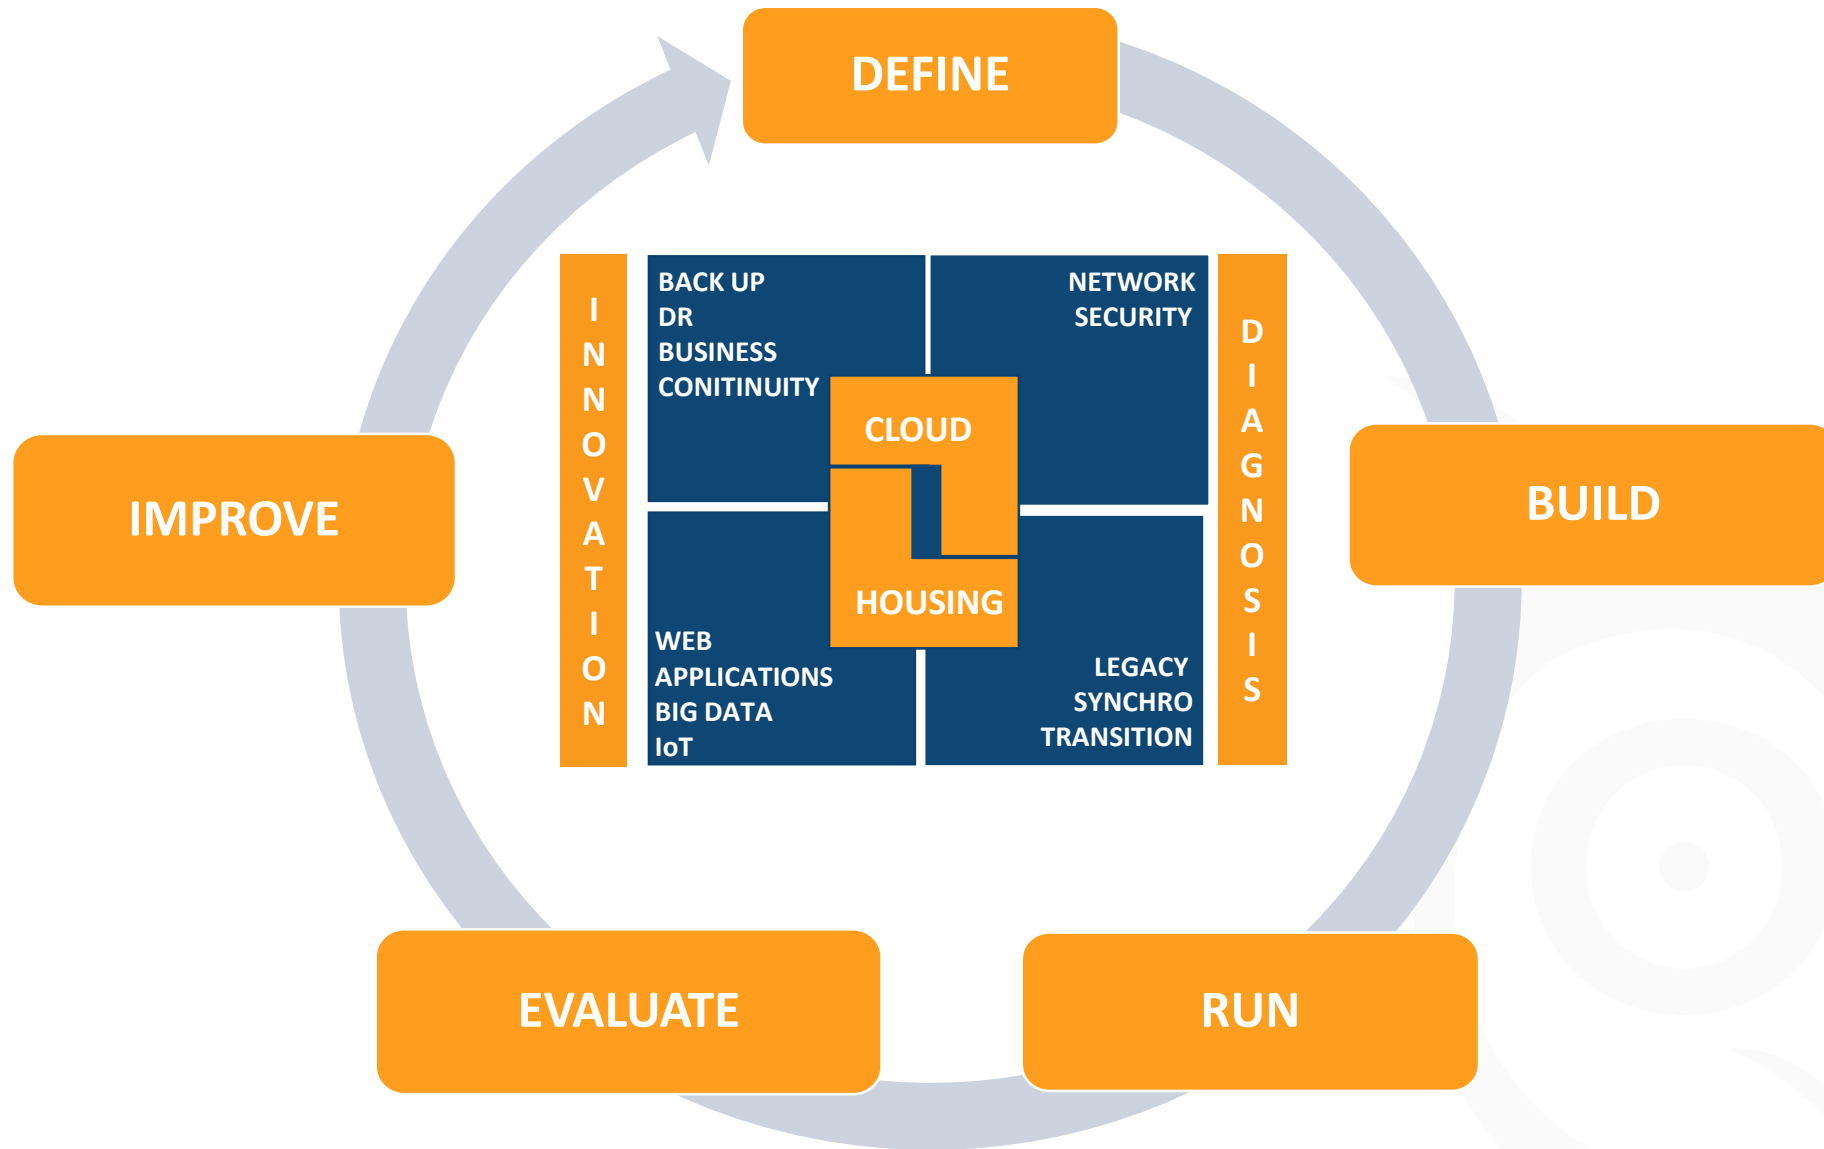 DEFINE
INNOVATION
BACK UP
DR
BUSINESS
CONITINUITY
NETWORK
SECURITY
DIAGNOSIS
CLOUD
IMPROVE
BUILD
HOUSING
WEB
APPLICATIONS
BIG DATA
IoT
LEGACY
SYNCHRO
TRANSITION
EVALUATE
RUN